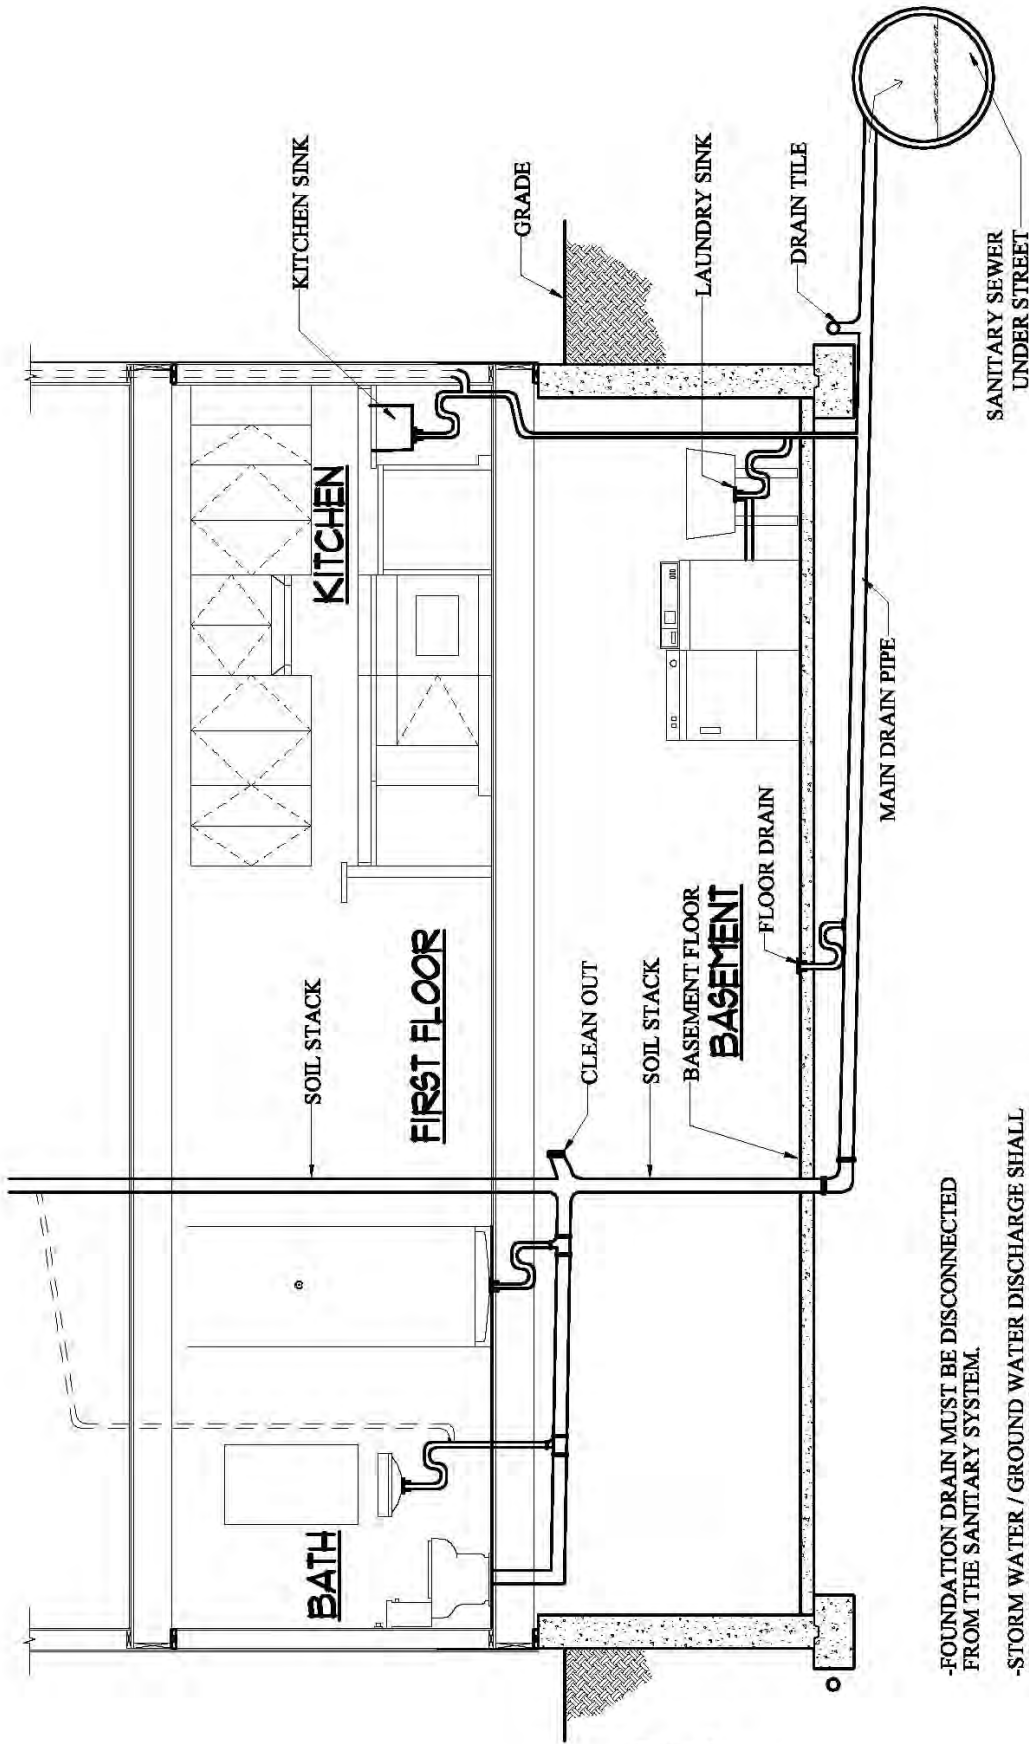 KITCHEN SINK
GRADE
LAUNDRY SINK
DRAIN TILE
SANITARY SEWER
UNDER STREET
KITCHEN
MAIN DRAIN PIPE
SOIL STACK
FIRST FLOOR
CLEAN OUT
SOIL STACK
BASEMENT FLOOR
BASEMENT
FLOOR DRAIN
BATH
-FOUNDATION DRAIN MUST BE DISCONNECTED
FROM THE SANITARY SYSTEM.
-STORM WATER / GROUND WATER DISCHARGE SHALL